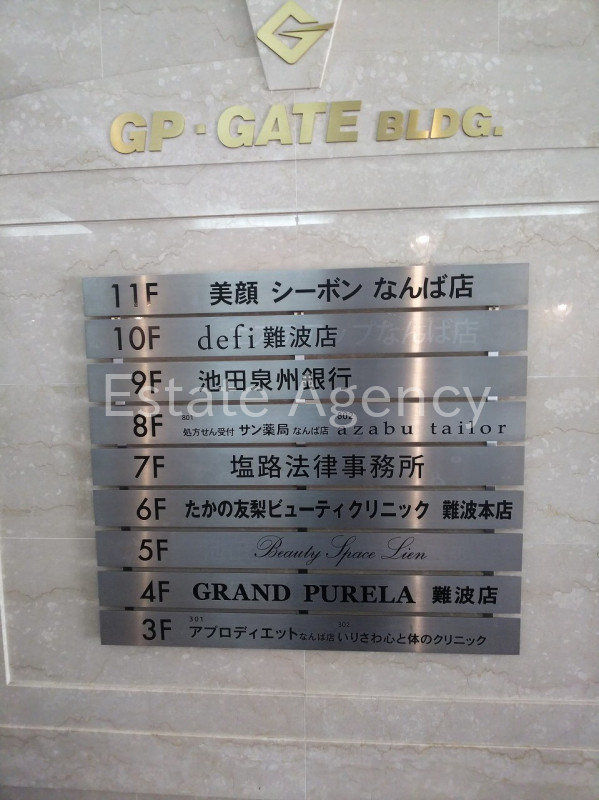 GP・GATE BLDG.
11F 美顔 シーボン なんば店
10F defi 難波店
9F 池田泉州銀行
Estate Agency
801 802
8F 処方せん受付 サン薬局 なんば店 azabu tailor
7F 塩路法律事務所
6F たかの友梨ビューティクリニック 難波本店
5F Beauty Space Lien
4F GRAND PURELA 難波店
301 302
3F アプロディエットなんば店 いりさわ心と体のクリニック